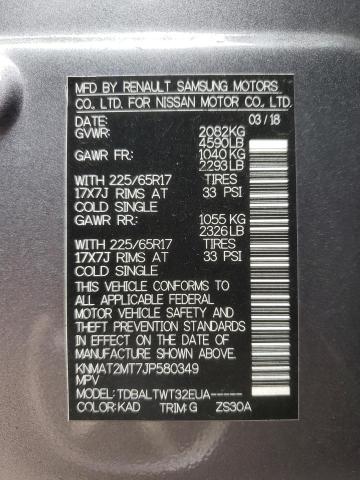 MFD BY RENAULT SAMSUNG MOTORS
CO., LTD. FOR NISSAN MOTOR CO., LTD.
DATE: 03 / 18
GVWR: 2082KG
4590LB
GAWR FR: 1040 KG
2293LB
WITH 225/65R17 TIRES
17X7J RIMS AT 33 PSI
COLD SINGLE
GAWR RR: 1055 KG
2326LB
WITH 225/65R17 TIRES
17X7J RIMS AT 33 PSI
COLD SINGLE
THIS VEHICLE CONFORMS TO
ALL APPLICABLE FEDERAL
MOTOR VEHICLE SAFETY AND
THEFT PREVENTION STANDARDS
IN EFFECT ON THE DATE OF
MANUFACTURE SHOWN ABOVE.
KNMAT2MT7JP580349
MPV
MODEL: TDBALTWT32EUA-----
COLOR: KAD TRIM: G ZS30A